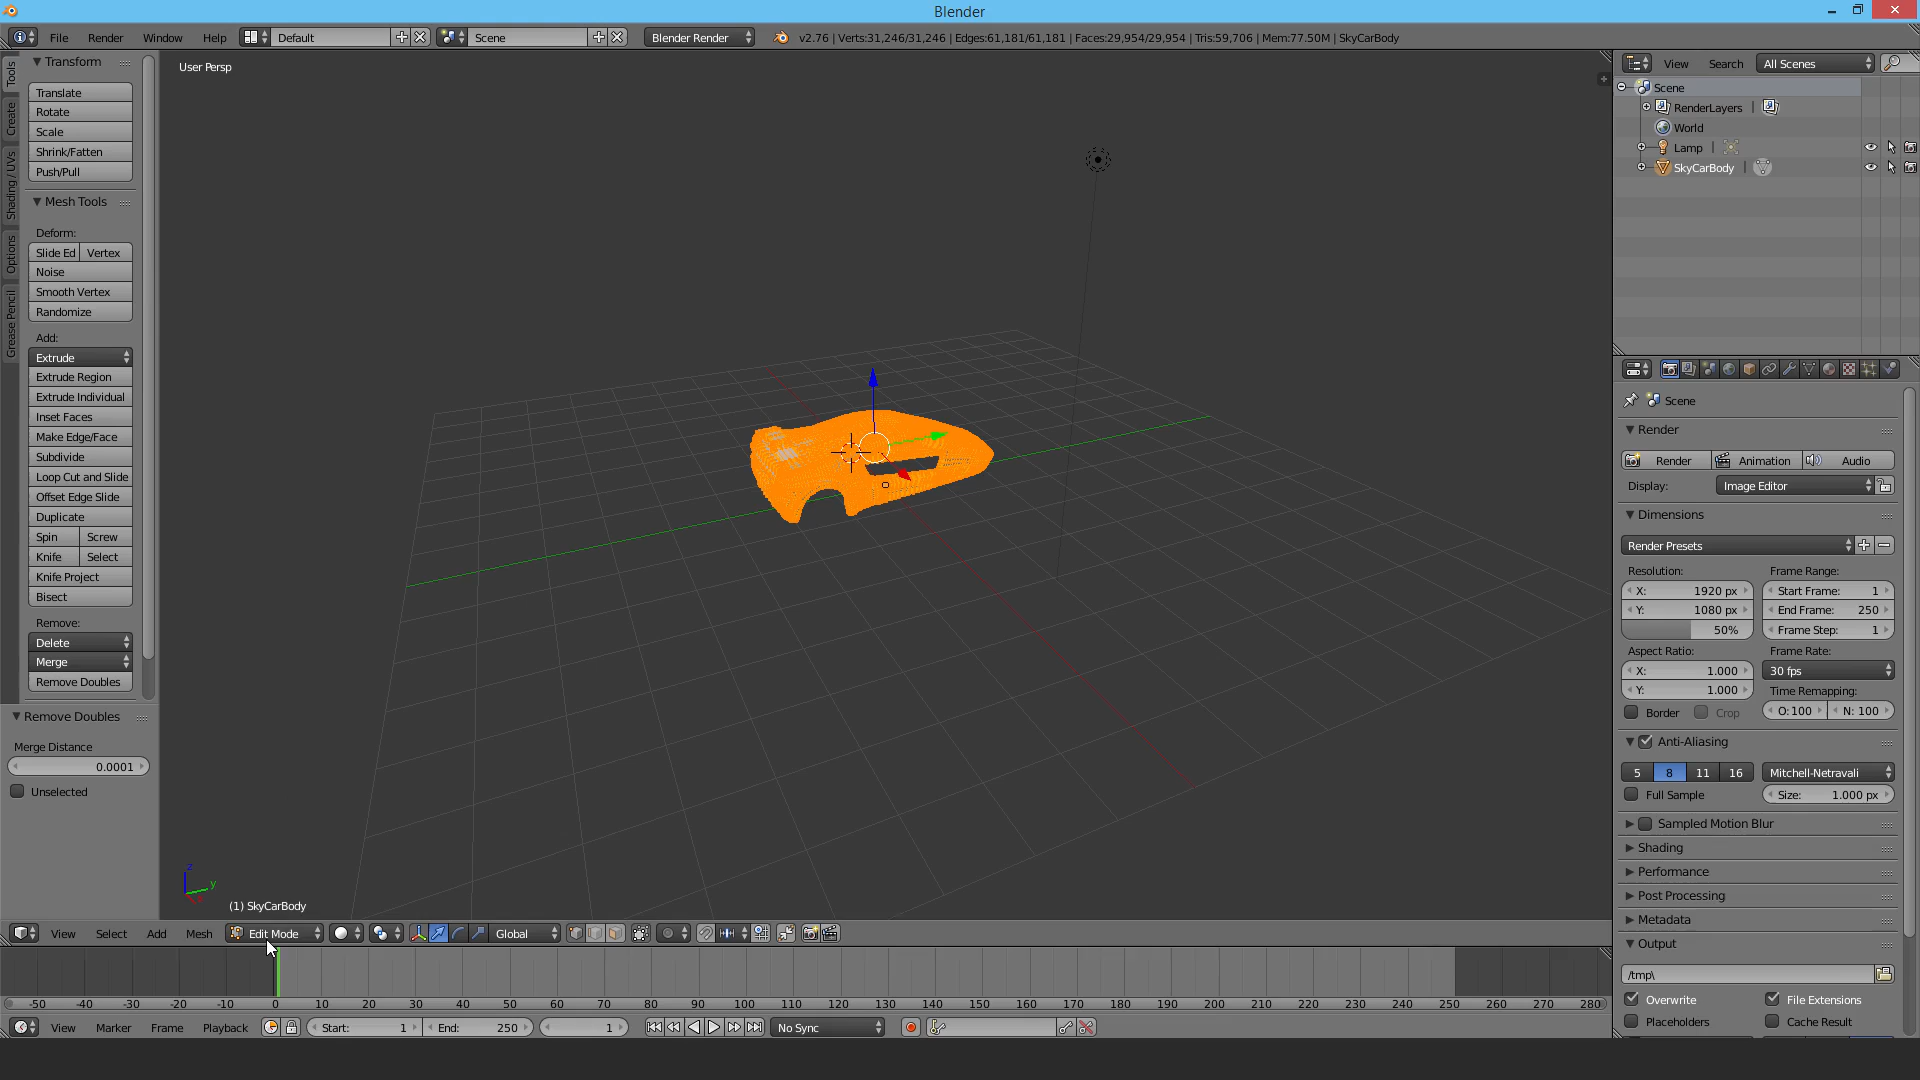 Blender
File Render Window Help Default Scene Blender Render v2.76 | Verts:31,246/31,246 | Edges:61,181/61,181 | Faces:29,954/29,954 | Tris:59,706 | Mem:77.50M | SkyCarBody
Tools
Create
Shading / UVs
Options
Grease Pencil
Transform
Translate
Rotate
Scale
Shrink/Fatten
Push/Pull
Mesh Tools
Deform:
Slide Ed Vertex
Noise
Smooth Vertex
Randomize
Add:
Extrude
Extrude Region
Extrude Individual
Inset Faces
Make Edge/Face
Subdivide
Loop Cut and Slide
Offset Edge Slide
Duplicate
Spin Screw
Knife Select
Knife Project
Bisect
Remove:
Delete
Merge
Remove Doubles
Remove Doubles
Merge Distance
0.0001
Unselected
User Persp
z
y
x
(1) SkyCarBody
View Select Add Mesh Edit Mode Global
-50 -40 -30 -20 -10 0 10 20 30 40 50 60 70 80 90 100 110 120 130 140 150 160 170 180 190 200 210 220 230 240 250 260 270 280
View Marker Frame Playback Start: 1 End: 250 1 No Sync
View Search All Scenes
Scene
RenderLayers |
World
Lamp |
SkyCarBody |
Scene
Render
Render Animation Audio
Display: Image Editor
Dimensions
Render Presets
Resolution: Frame Range:
X: 1920 px Start Frame: 1
Y: 1080 px End Frame: 250
50% Frame Step: 1
Aspect Ratio: Frame Rate:
X: 1.000 30 fps
Y: 1.000 Time Remapping:
Border Crop O:100 N: 100
Anti-Aliasing
5 8 11 16 Mitchell-Netravali
Full Sample Size: 1.000 px
Sampled Motion Blur
Shading
Performance
Post Processing
Metadata
Output
/tmp\
Overwrite File Extensions
Placeholders Cache Result